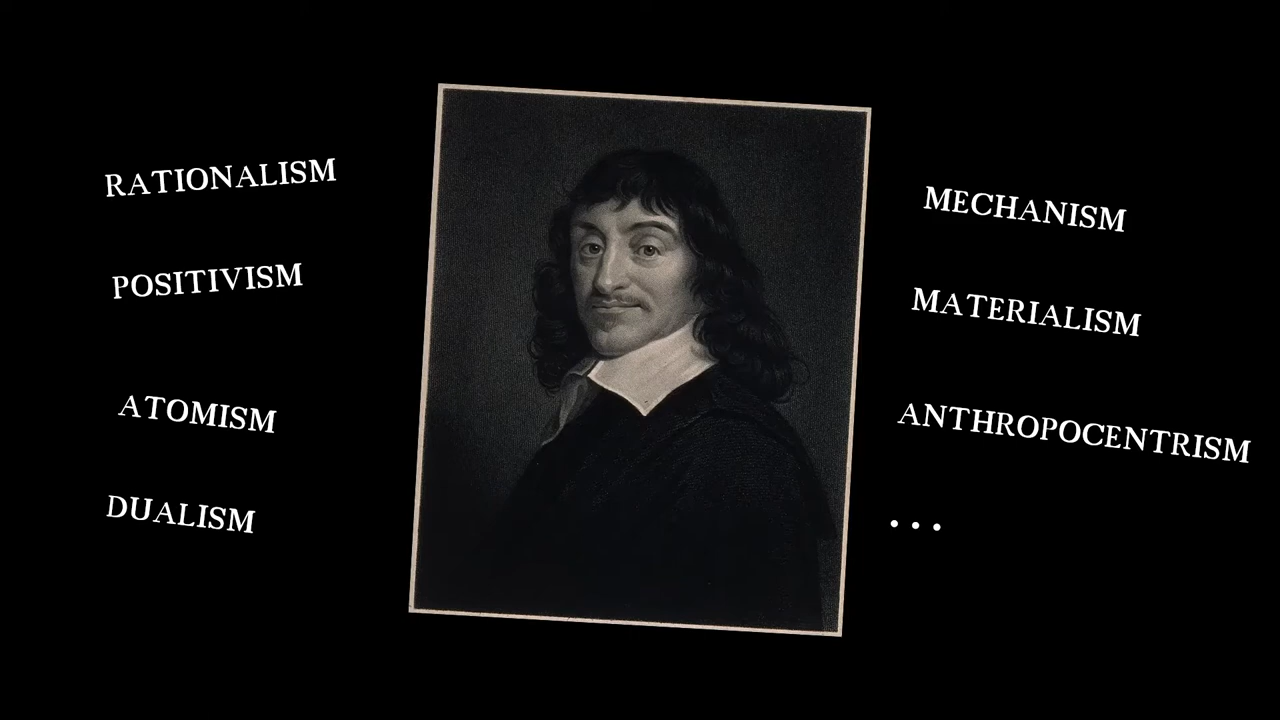 RATIONALISM
POSITIVISM
ATOMISM
DUALISM
MECHANISM
MATERIALISM
ANTHROPOCENTRISM
...